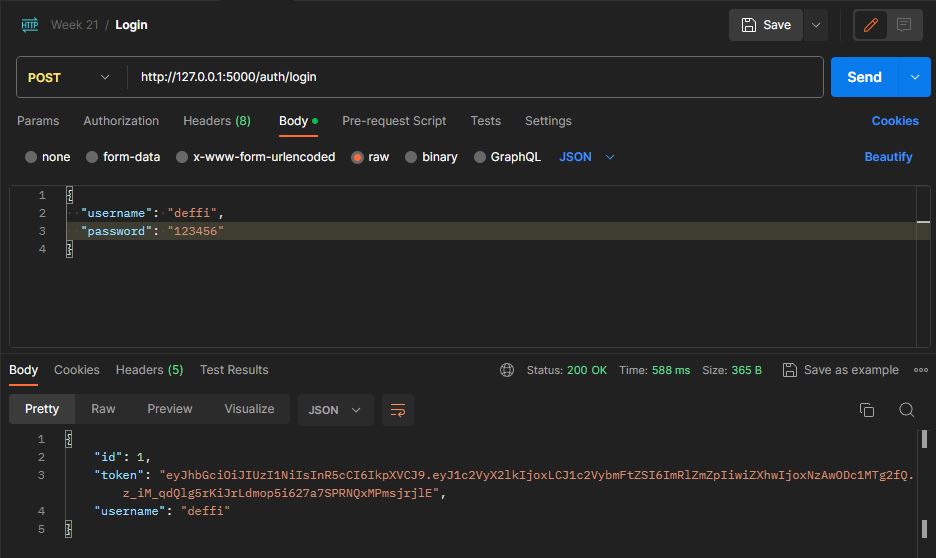 HTTP Week 21 / Login Save
POST http://127.0.0.1:5000/auth/login Send
Params Authorization Headers (8) Body Pre-request Script Tests Settings Cookies
none form-data x-www-form-urlencoded raw binary GraphQL JSON Beautify
1 {
2 "username": "deffi",
3 "password": "123456"
4 }
Body Cookies Headers (5) Test Results Status: 200 OK Time: 588 ms Size: 365 B Save as example
Pretty Raw Preview Visualize JSON
1 {
2 "id": 1,
3 "token": "eyJhbGciOiJIUzI1NiIsInR5cCI6IkpXVCJ9.eyJ1c2VyX2lkIjoxLCJ1c2VybmFtZSI6ImRlZmZpIiwiZXhwIjoxNzAwODc1MTg2fQ.
z_iM_qdQlg5rKiJrLdmop5i627a7SPRNQxMPmsjrjlE",
4 "username": "deffi"
5 }